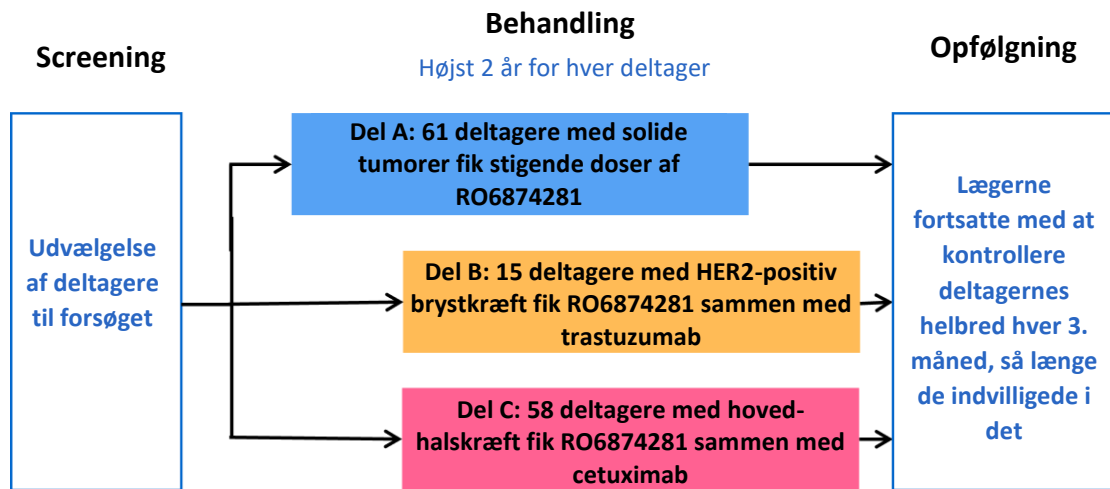 Screening
Behandling
Højst 2 år for hver deltager
Opfølgning
Udvælgelse
af deltagere
til forsøget
Del A: 61 deltagere med solide
tumorer fik stigende doser af
RO6874281
Del B: 15 deltagere med HER2-positiv
brystkræft fik RO6874281 sammen med
trastuzumab
Del C: 58 deltagere med hoved-
halskræft fik RO6874281 sammen med
cetuximab
Lægerne
fortsatte med at
kontrollere
deltagernes
helbred hver 3.
måned, så længe
de indvilligede i
det